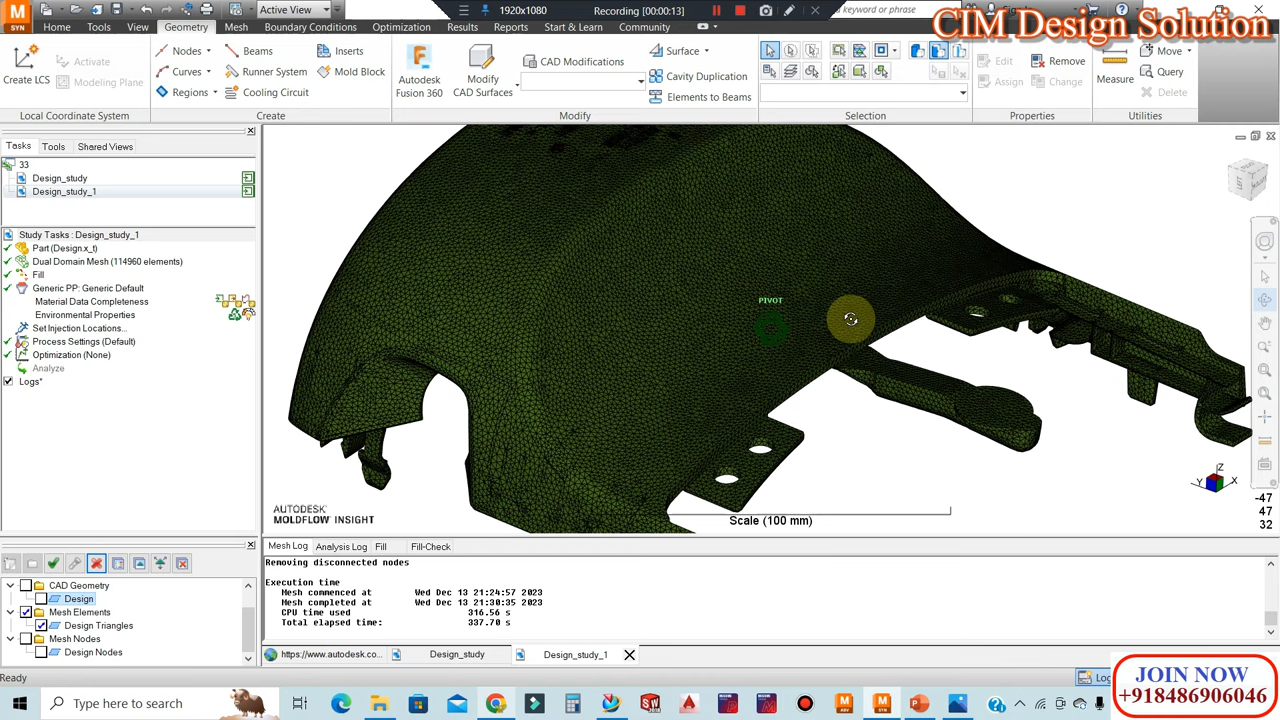 1920x1080
Recording [00:00:13]
Active View
keyword or phrase
CIM Design Solution
SYN
Home Tools View Geometry Mesh Boundary Conditions Optimization Results Reports Start & Learn Community
Create LCS
Activate
Modeling Plane
Local Coordinate System
Nodes Beams Inserts
Curves Runner System Mold Block
Regions Cooling Circuit
Create
Autodesk
Fusion 360
Modify
CAD Surfaces
CAD Modifications
Surface
Cavity Duplication
Elements to Beams
Modify
Selection
Edit Remove
Assign Change
Properties
Measure
Move
Query
Delete
Utilities
Tasks Tools Shared Views
33
Design_study
Design_study_1
Study Tasks : Design_study_1
Part (Design.x_t)
Dual Domain Mesh (114960 elements)
Fill
Generic PP: Generic Default
Material Data Completeness
Environmental Properties
Set Injection Locations...
Process Settings (Default)
Optimization (None)
Analyze
Logs*
PIVOT
AUTODESK
MOLDFLOW INSIGHT
Scale (100 mm)
Z
Y X
-47
47
32
CAD Geometry
Design
Mesh Elements
Design Triangles
Mesh Nodes
Design Nodes
Mesh Log Analysis Log Fill Fill-Check
Removing disconnected nodes
Execution time
Mesh commenced at Wed Dec 13 21:24:57 2023
Mesh completed at Wed Dec 13 21:30:35 2023
CPU time used 316.56 s
Total elapsed time: 337.70 s
https://www.autodesk.co... Design_study Design_study_1
Ready
Log
JOIN NOW
+918486906046
Type here to search